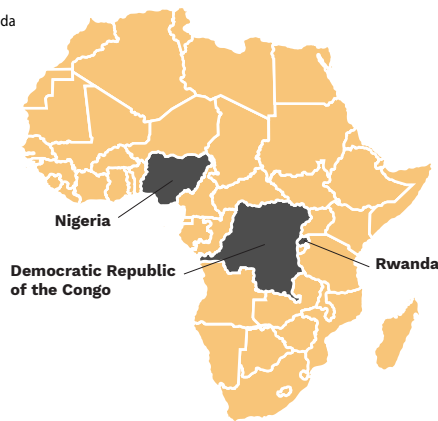 da
Nigeria
Democratic Republic
of the Congo
Rwanda